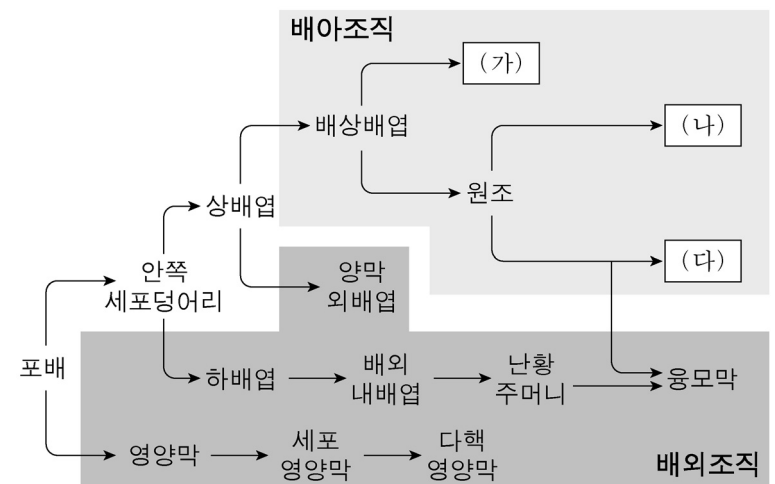 배아조직
(가)
배상배엽
(나)
원조
상배엽
(다)
안쪽
세포덩어리
양막
외배엽
포배
하배엽
배외
내배엽
난황
주머니
융모막
영양막
세포
영양막
다핵
영양막
배외조직